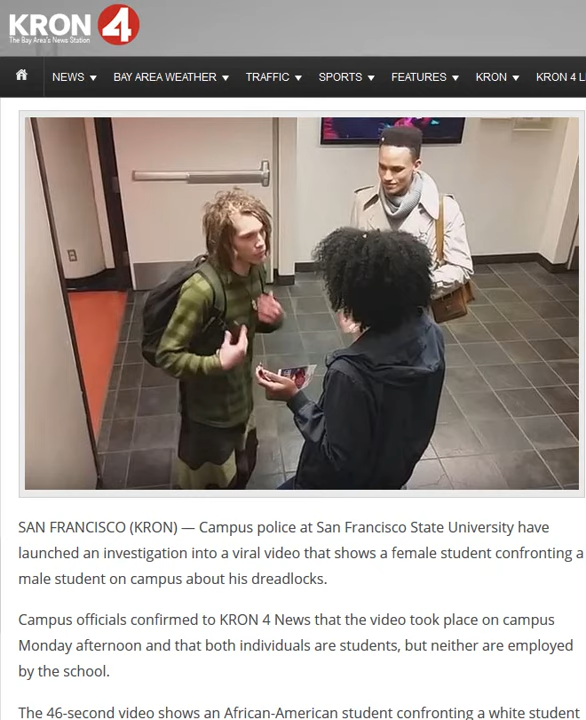 KRON 4
The Bay Area's News Station
NEWS BAY AREA WEATHER TRAFFIC SPORTS FEATURES KRON KRON 4 L
SAN FRANCISCO (KRON) — Campus police at San Francisco State University have
launched an investigation into a viral video that shows a female student confronting a
male student on campus about his dreadlocks.
Campus officials confirmed to KRON 4 News that the video took place on campus
Monday afternoon and that both individuals are students, but neither are employed
by the school.
The 46-second video shows an African-American student confronting a white student